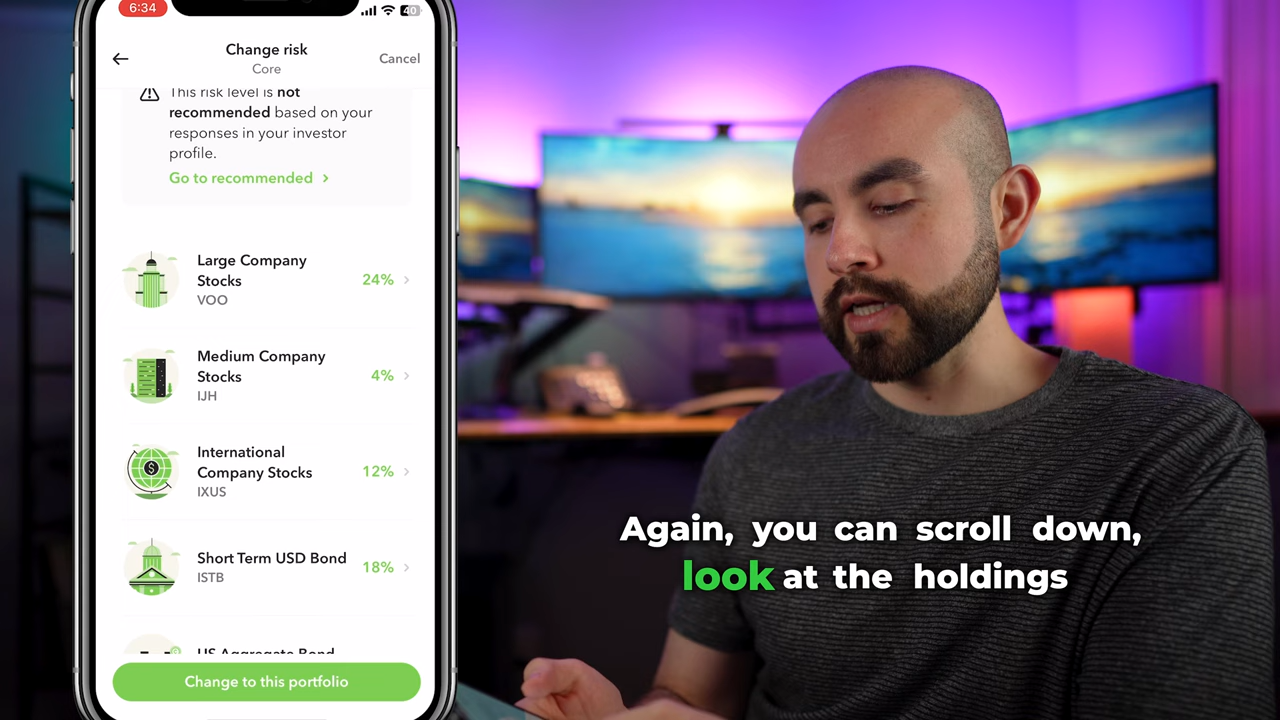 6:34
40
Change risk
Core
Cancel
This risk level is not
recommended based on your
responses in your investor
profile.
Go to recommended
Large Company
Stocks
VOO
24%
Medium Company
Stocks
IJH
4%
International
Company Stocks
IXUS
12%
Short Term USD Bond
ISTB
18%
US Aggregate Bond
Change to this portfolio
Again, you can scroll down,
look at the holdings